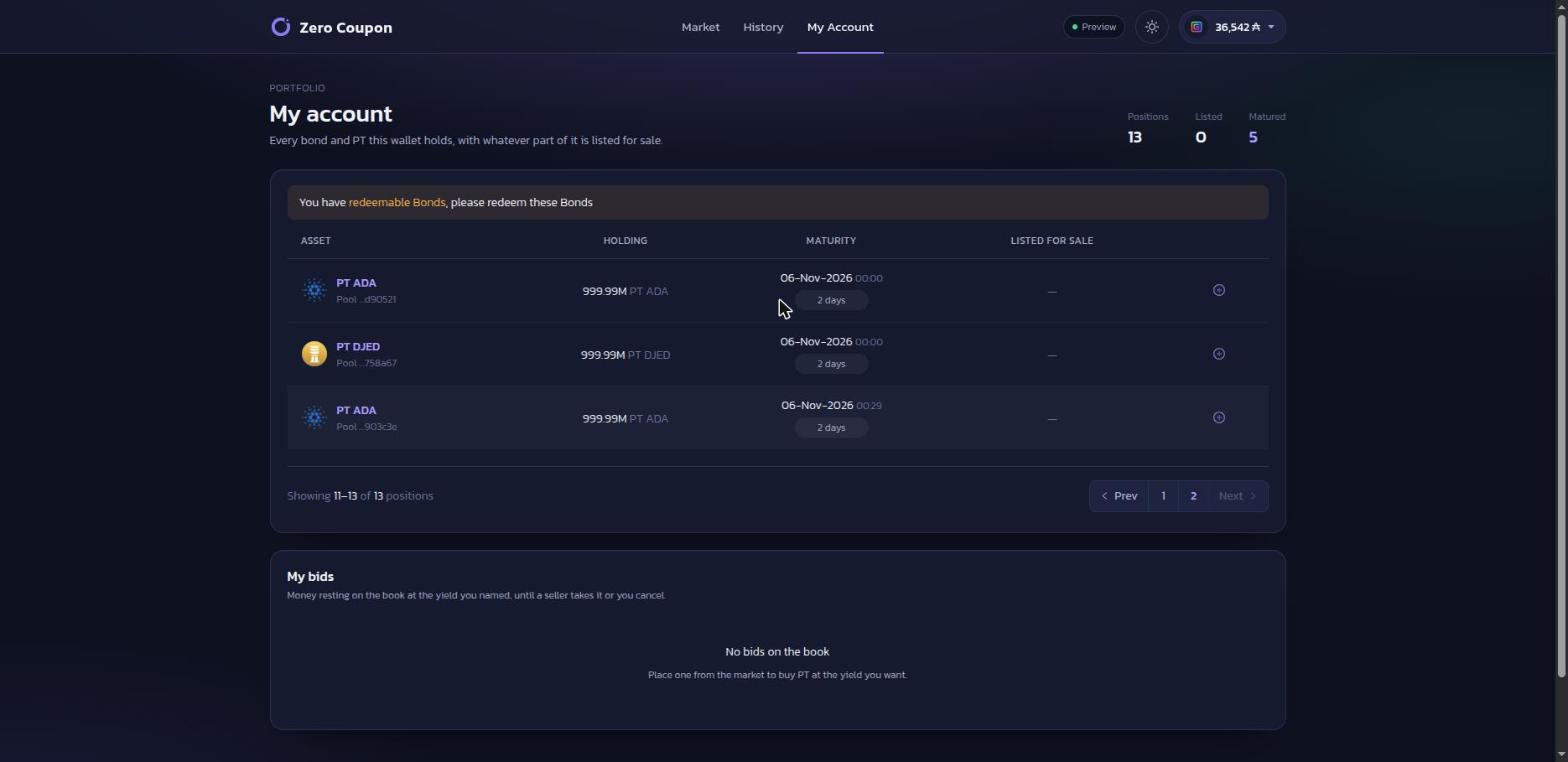 Zero Coupon
Market History My Account
Preview
36,542 ₳
PORTFOLIO
My account
Every bond and PT this wallet holds, with whatever part of it is listed for sale.
Positions Listed Matured
13 0 5
You have redeemable Bonds, please redeem these Bonds
ASSET HOLDING MATURITY LISTED FOR SALE
PT ADA
Pool ...d90521
999.99M PT ADA
06-Nov-2026 00:00
2 days
—
PT DJED
Pool ...758a67
999.99M PT DJED
06-Nov-2026 00:00
2 days
—
PT ADA
Pool ...903c3e
999.99M PT ADA
06-Nov-2026 00:29
2 days
—
Showing 11–13 of 13 positions
Prev 1 2 Next
My bids
Money resting on the book at the yield you named, until a seller takes it or you cancel.
No bids on the book
Place one from the market to buy PT at the yield you want.